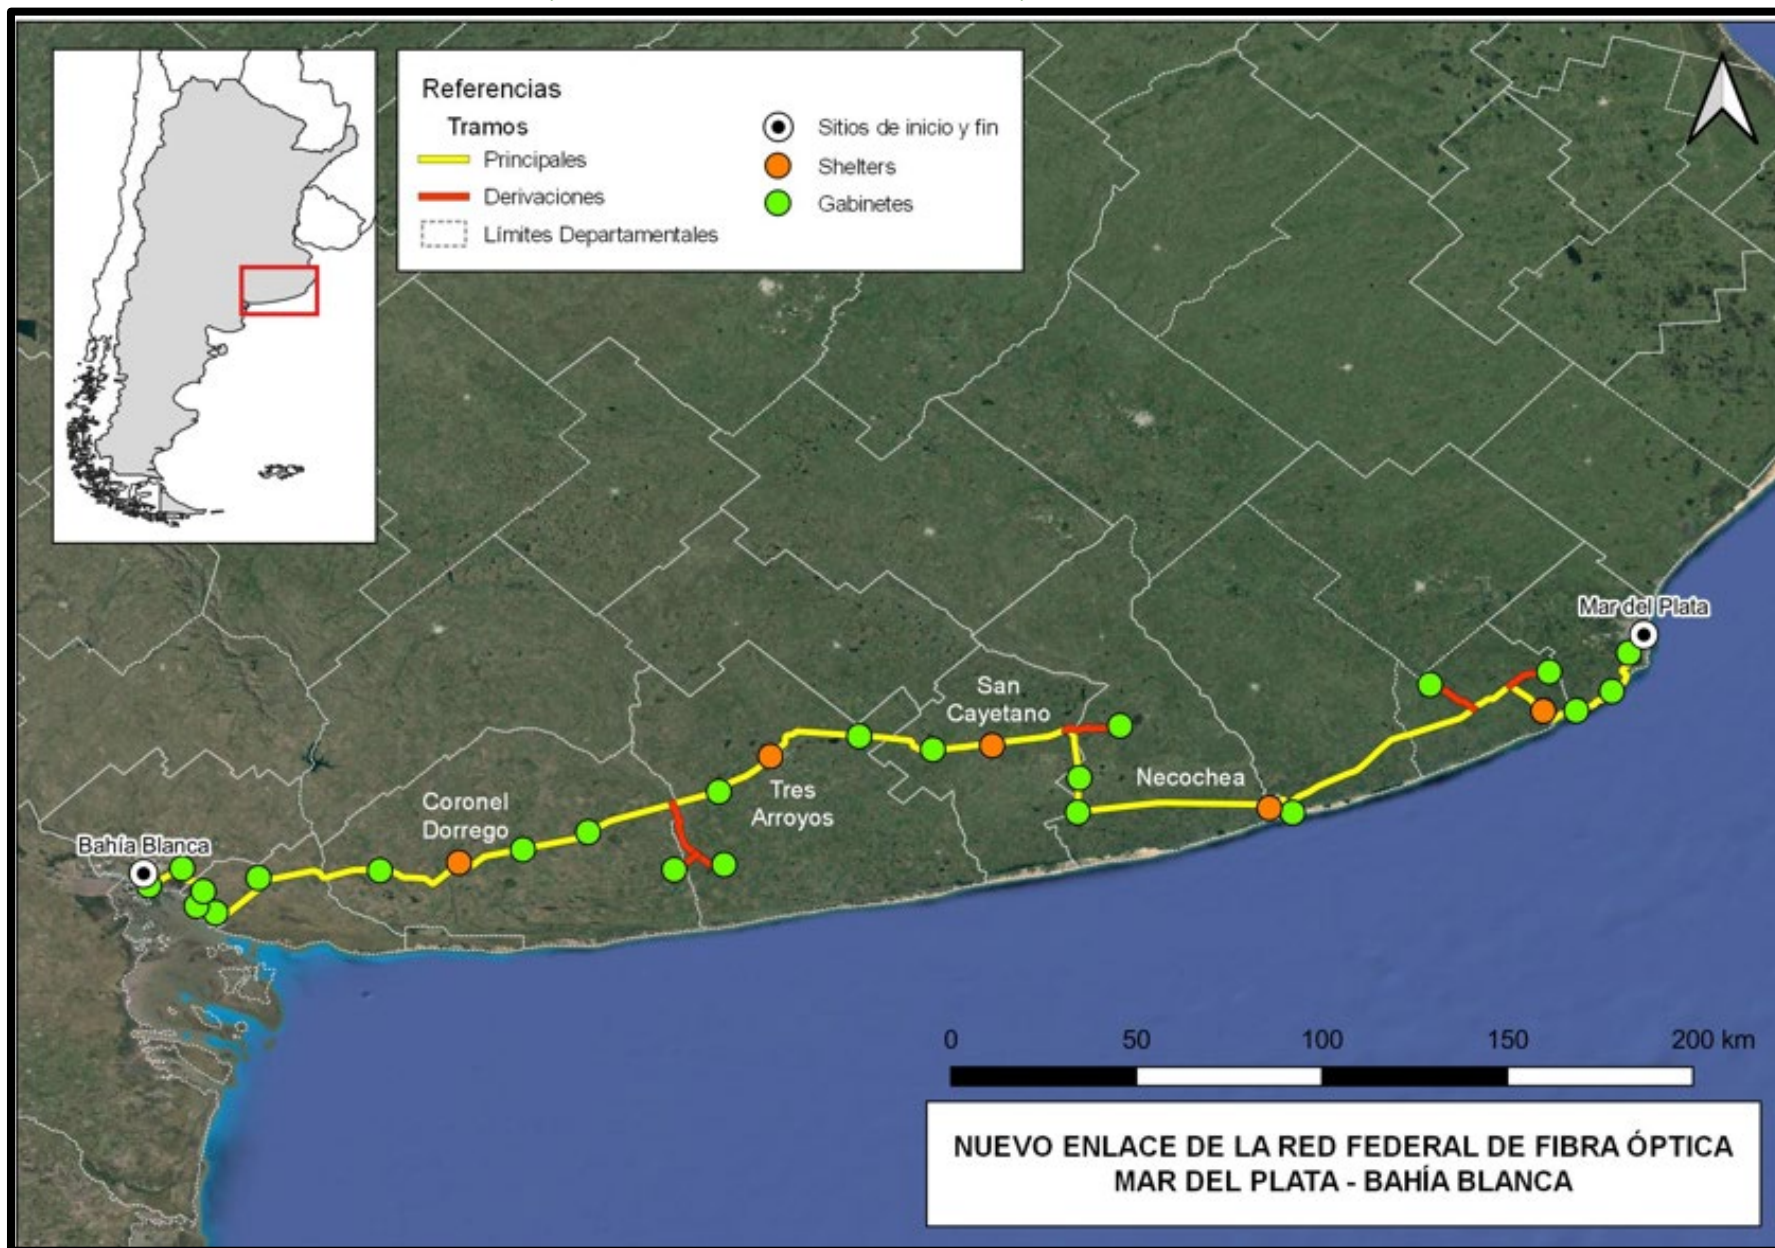 Referencias
Tramos
Principales
Derivaciones
Límites Departamentales
Sitios de inicio y fin
Shelters
Gabinetes
Mar del Plata
San
Cayetano
Necochea
Tres
Arroyos
Coronel
Dorrego
Bahía Blanca
0 50 100 150 200 km
NUEVO ENLACE DE LA RED FEDERAL DE FIBRA ÓPTICA
MAR DEL PLATA - BAHÍA BLANCA